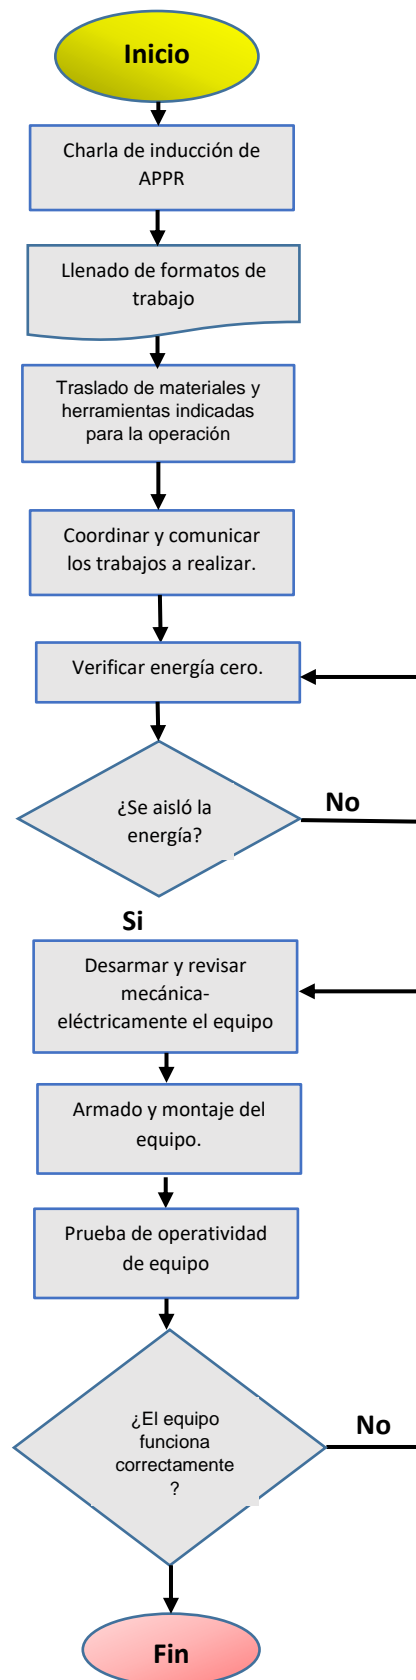 Inicio
Charla de inducción de
APPR
Llenado de formatos de
trabajo
Traslado de materiales y
herramientas indicadas
para la operación
Coordinar y comunicar
los trabajos a realizar.
Verificar energía cero.
¿Se aisló la
energía?
No
Si
Desarmar y revisar
mecánica-
eléctricamente el equipo
Armado y montaje del
equipo.
Prueba de operatividad
de equipo
¿El equipo
funciona
correctamente
?
No
Fin